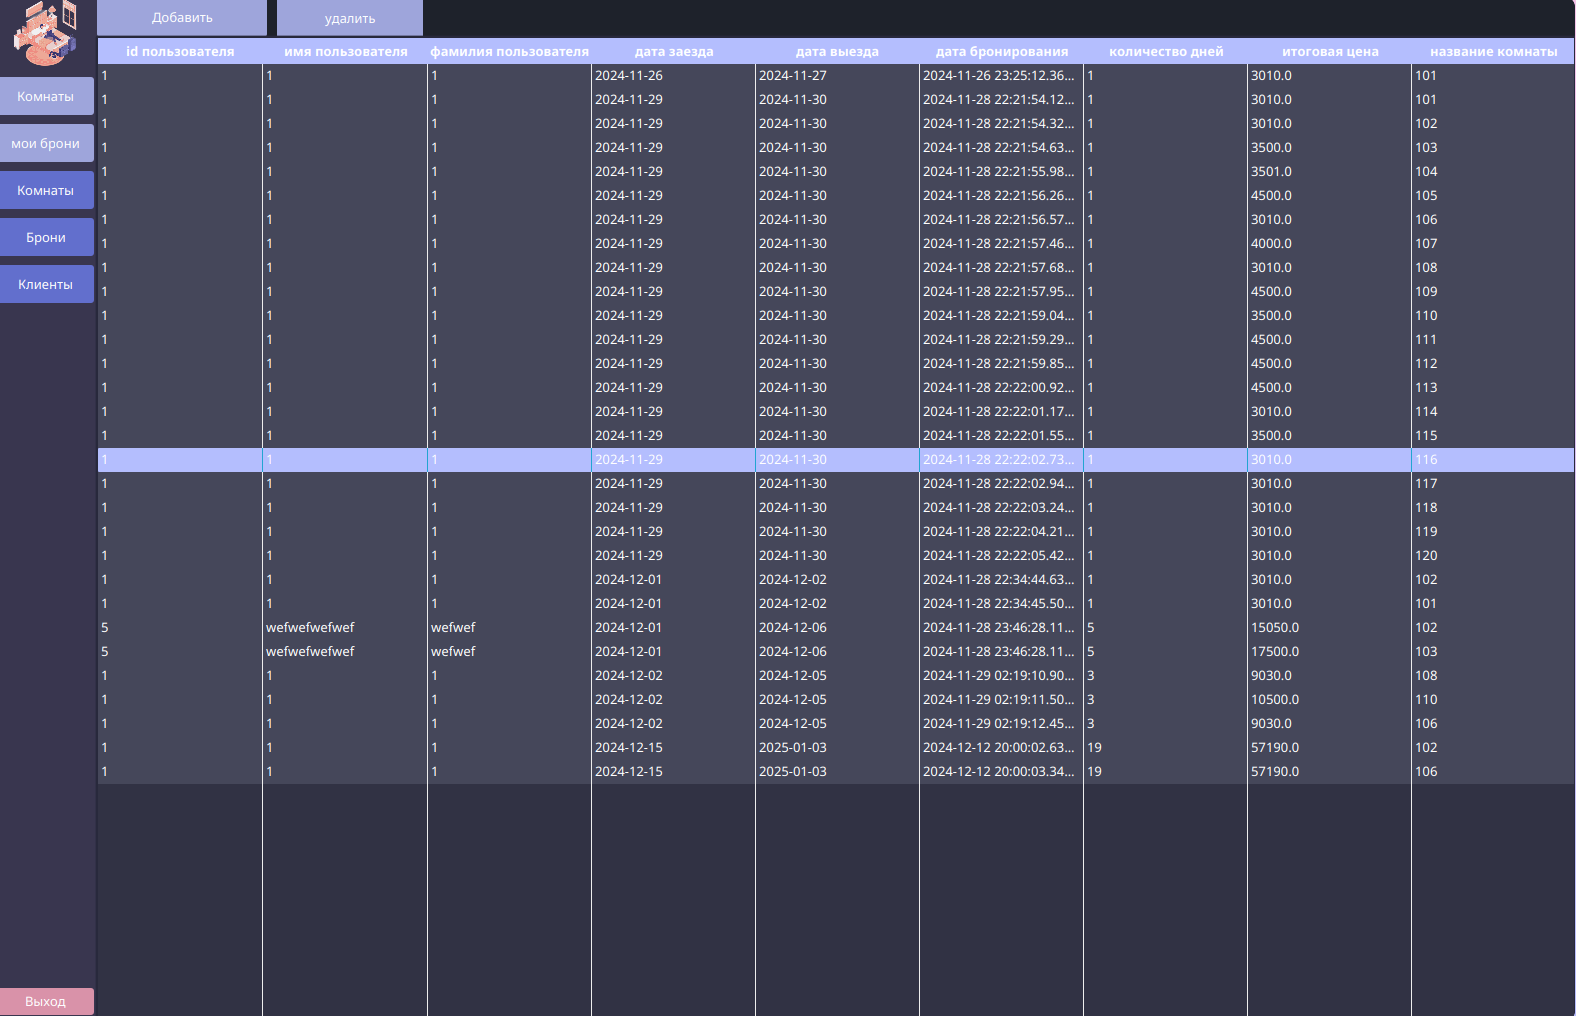 Добавить удалить
id пользователя имя пользователя фамилия пользователя дата заезда дата выезда дата бронирования количество дней итоговая цена название комнаты
1 1 1 2024-11-26 2024-11-27 2024-11-26 23:25:12.36... 1 3010.0 101
Комнаты
1 1 1 2024-11-29 2024-11-30 2024-11-28 22:21:54.12... 1 3010.0 101
1 1 1 2024-11-29 2024-11-30 2024-11-28 22:21:54.32... 1 3010.0 102
мои брони
1 1 1 2024-11-29 2024-11-30 2024-11-28 22:21:54.63... 1 3500.0 103
1 1 1 2024-11-29 2024-11-30 2024-11-28 22:21:55.98... 1 3501.0 104
Комнаты
1 1 1 2024-11-29 2024-11-30 2024-11-28 22:21:56.26... 1 4500.0 105
1 1 1 2024-11-29 2024-11-30 2024-11-28 22:21:56.57... 1 3010.0 106
Брони
1 1 1 2024-11-29 2024-11-30 2024-11-28 22:21:57.46... 1 4000.0 107
1 1 1 2024-11-29 2024-11-30 2024-11-28 22:21:57.68... 1 3010.0 108
Клиенты
1 1 1 2024-11-29 2024-11-30 2024-11-28 22:21:57.95... 1 4500.0 109
1 1 1 2024-11-29 2024-11-30 2024-11-28 22:21:59.04... 1 3500.0 110
1 1 1 2024-11-29 2024-11-30 2024-11-28 22:21:59.29... 1 4500.0 111
1 1 1 2024-11-29 2024-11-30 2024-11-28 22:21:59.85... 1 4500.0 112
1 1 1 2024-11-29 2024-11-30 2024-11-28 22:22:00.92... 1 4500.0 113
1 1 1 2024-11-29 2024-11-30 2024-11-28 22:22:01.17... 1 3010.0 114
1 1 1 2024-11-29 2024-11-30 2024-11-28 22:22:01.55... 1 3500.0 115
1 1 1 2024-11-29 2024-11-30 2024-11-28 22:22:02.73... 1 3010.0 116
1 1 1 2024-11-29 2024-11-30 2024-11-28 22:22:02.94... 1 3010.0 117
1 1 1 2024-11-29 2024-11-30 2024-11-28 22:22:03.24... 1 3010.0 118
1 1 1 2024-11-29 2024-11-30 2024-11-28 22:22:04.21... 1 3010.0 119
1 1 1 2024-11-29 2024-11-30 2024-11-28 22:22:05.42... 1 3010.0 120
1 1 1 2024-12-01 2024-12-02 2024-11-28 22:34:44.63... 1 3010.0 102
1 1 1 2024-12-01 2024-12-02 2024-11-28 22:34:45.50... 1 3010.0 101
5 wefwefwefwef wefwef 2024-12-01 2024-12-06 2024-11-28 23:46:28.11... 5 15050.0 102
5 wefwefwefwef wefwef 2024-12-01 2024-12-06 2024-11-28 23:46:28.11... 5 17500.0 103
1 1 1 2024-12-02 2024-12-05 2024-11-29 02:19:10.90... 3 9030.0 108
1 1 1 2024-12-02 2024-12-05 2024-11-29 02:19:11.50... 3 10500.0 110
1 1 1 2024-12-02 2024-12-05 2024-11-29 02:19:12.45... 3 9030.0 106
1 1 1 2024-12-15 2025-01-03 2024-12-12 20:00:02.63... 19 57190.0 102
1 1 1 2024-12-15 2025-01-03 2024-12-12 20:00:03.34... 19 57190.0 106
Выход